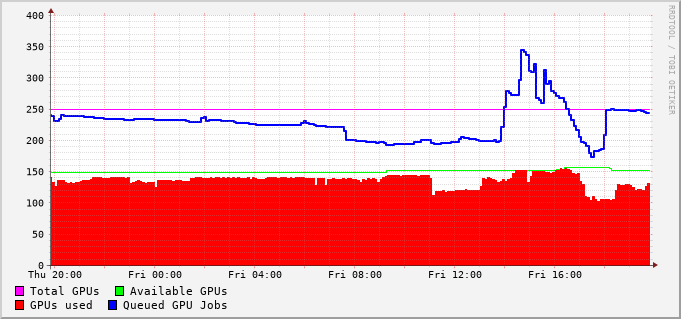 400
350
300
250
200
150
100
50
0
Thu 20:00 Fri 00:00 Fri 04:00 Fri 08:00 Fri 12:00 Fri 16:00
Total GPUs Available GPUs
GPUs used Queued GPU Jobs
RRDTOOL / TOBI OETIKER